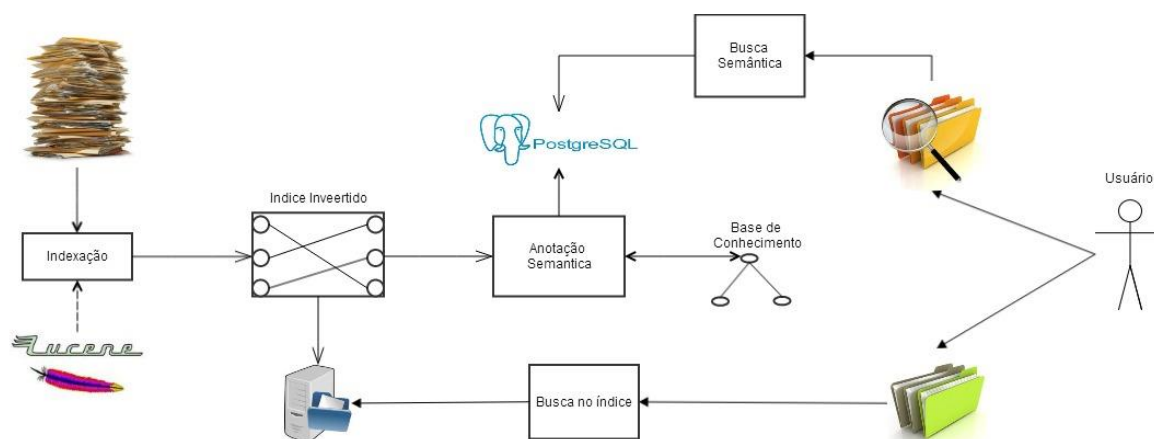 Busca
Semântica
PostgreSQL
Usuário
Indice Inveertido
Base de
Conhecimento
Indexação
Anotação
Semantica
Lucene
Busca no índice